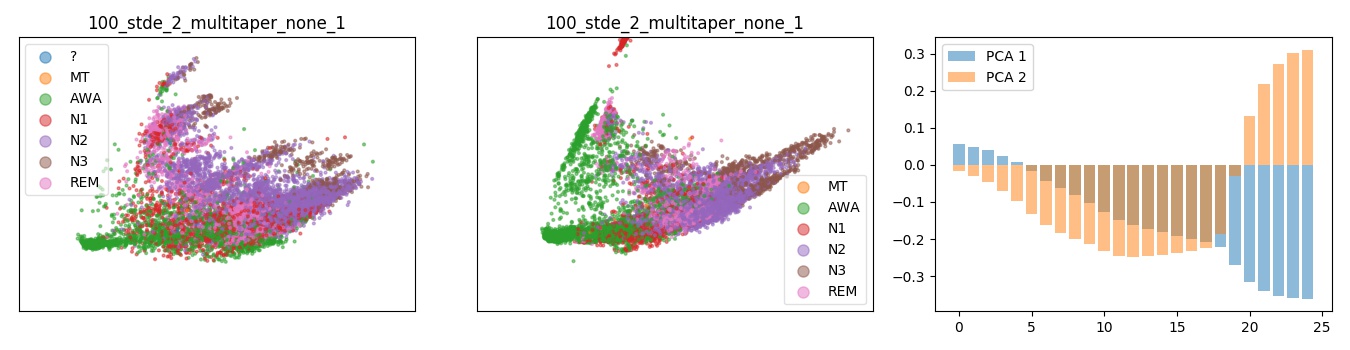 100_stde_2_multitaper_none_1
?
MT
AWA
N1
N2
N3
REM
100_stde_2_multitaper_none_1
MT
AWA
N1
N2
N3
REM
PCA 1
PCA 2
0.3
0.2
0.1
0.0
−0.1
−0.2
−0.3
0 5 10 15 20 25